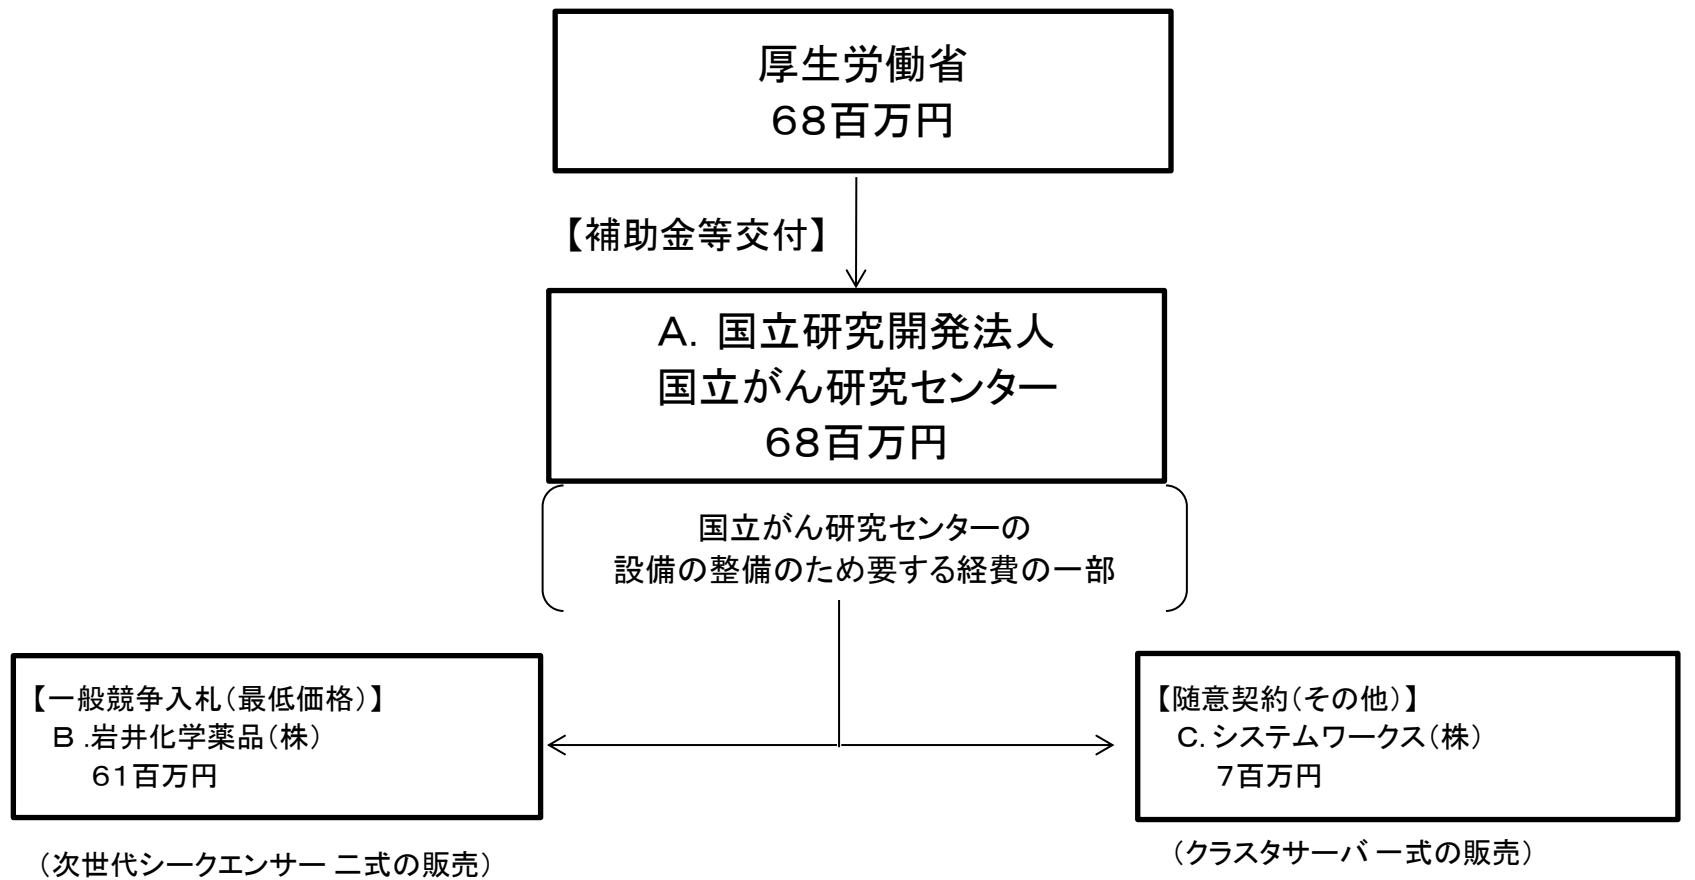 厚生労働省
68百万円
【補助金等交付】
A. 国立研究開発法人
国立がん研究センター
68百万円
国立がん研究センターの
設備の整備のため要する経費の一部
【一般競争入札(最低価格)】
B.岩井化学薬品(株)
61百万円
(次世代シークエンサー 二式の販売)
【随意契約(その他)】
C.システムワークス(株)
7百万円
(クラスタサーバ 一式の販売)